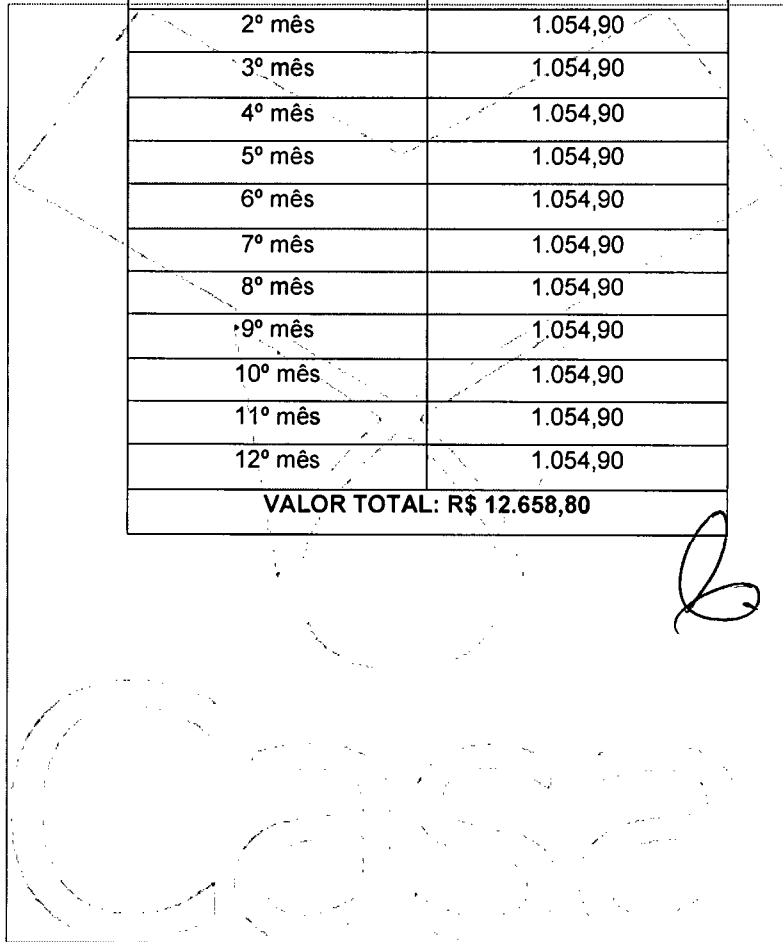 2º mês 1.054,90
3º mês 1.054,90
4º mês 1.054,90
5º mês 1.054,90
6º mês 1.054,90
7º mês 1.054,90
8º mês 1.054,90
9º mês 1.054,90
10º mês 1.054,90
11º mês 1.054,90
12º mês 1.054,90
VALOR TOTAL: R$ 12.658,80
Casa